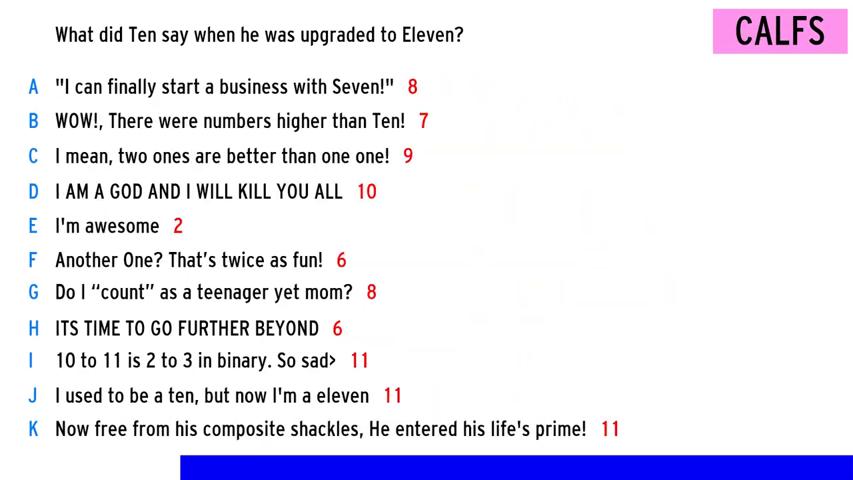 What did Ten say when he was upgraded to Eleven?
CALFS
A "I can finally start a business with Seven!" 8
B WOW!, There were numbers higher than Ten! 7
C I mean, two ones are better than one one! 9
D I AM A GOD AND I WILL KILL YOU ALL 10
E I'm awesome 2
F Another One? That’s twice as fun! 6
G Do I “count” as a teenager yet mom? 8
H ITS TIME TO GO FURTHER BEYOND 6
I 10 to 11 is 2 to 3 in binary. So sad> 11
J I used to be a ten, but now I'm a eleven 11
K Now free from his composite shackles, He entered his life's prime! 11